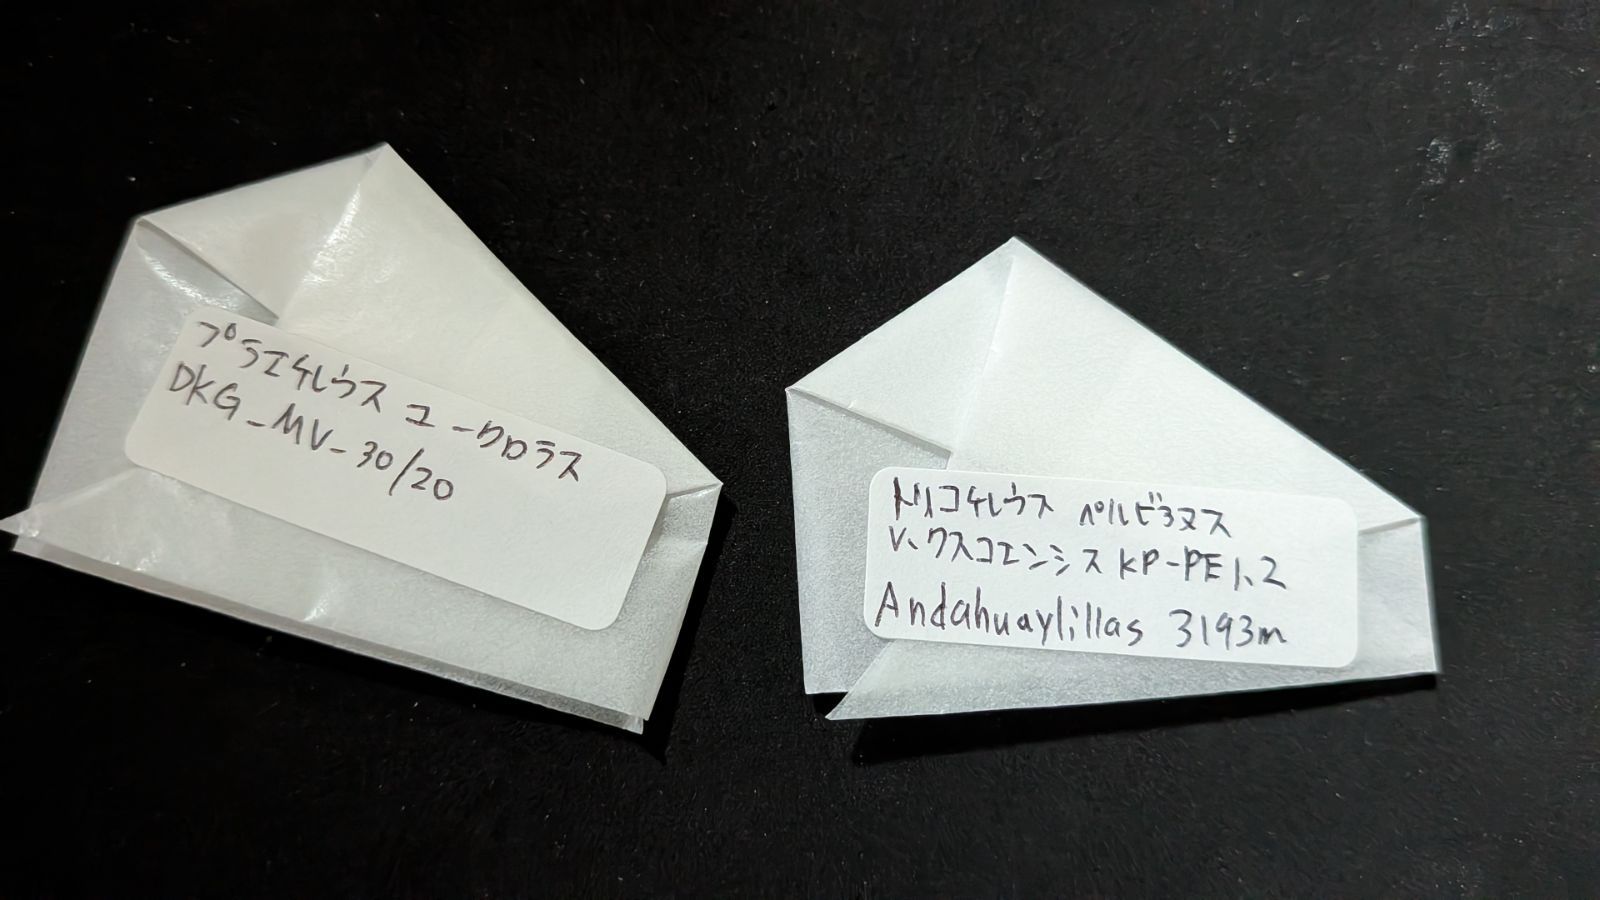 プラエケレウス ユークロラス
DKG-MV-30/20
トリコケレウス ペルビアヌス
V.クスコエンシス KP-PE1.2
Andahuaylillas 3193m